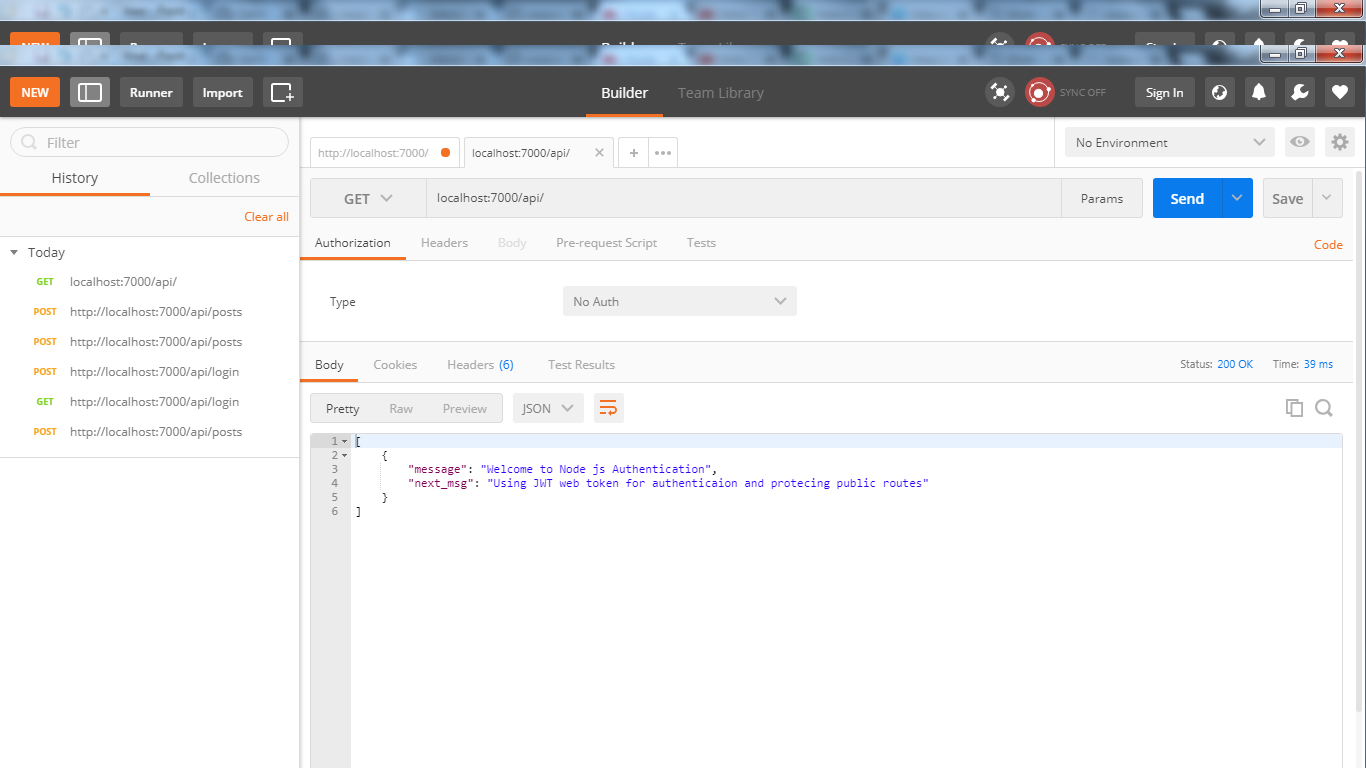 NEW Runner Import Builder Team Library SYNC OFF Sign In
Filter
History Collections
Clear all
Today
GET localhost:7000/api/
POST http://localhost:7000/api/posts
POST http://localhost:7000/api/posts
POST http://localhost:7000/api/login
GET http://localhost:7000/api/login
POST http://localhost:7000/api/posts
http://localhost:7000/ localhost:7000/api/
No Environment
GET localhost:7000/api/ Params Send Save
Authorization Headers Body Pre-request Script Tests Code
Type No Auth
Body Cookies Headers (6) Test Results Status: 200 OK Time: 39 ms
Pretty Raw Preview JSON
1 [
2 {
3 "message": "Welcome to Node js Authentication",
4 "next_msg": "Using JWT web token for authenticaion and protecing public routes"
5 }
6 ]